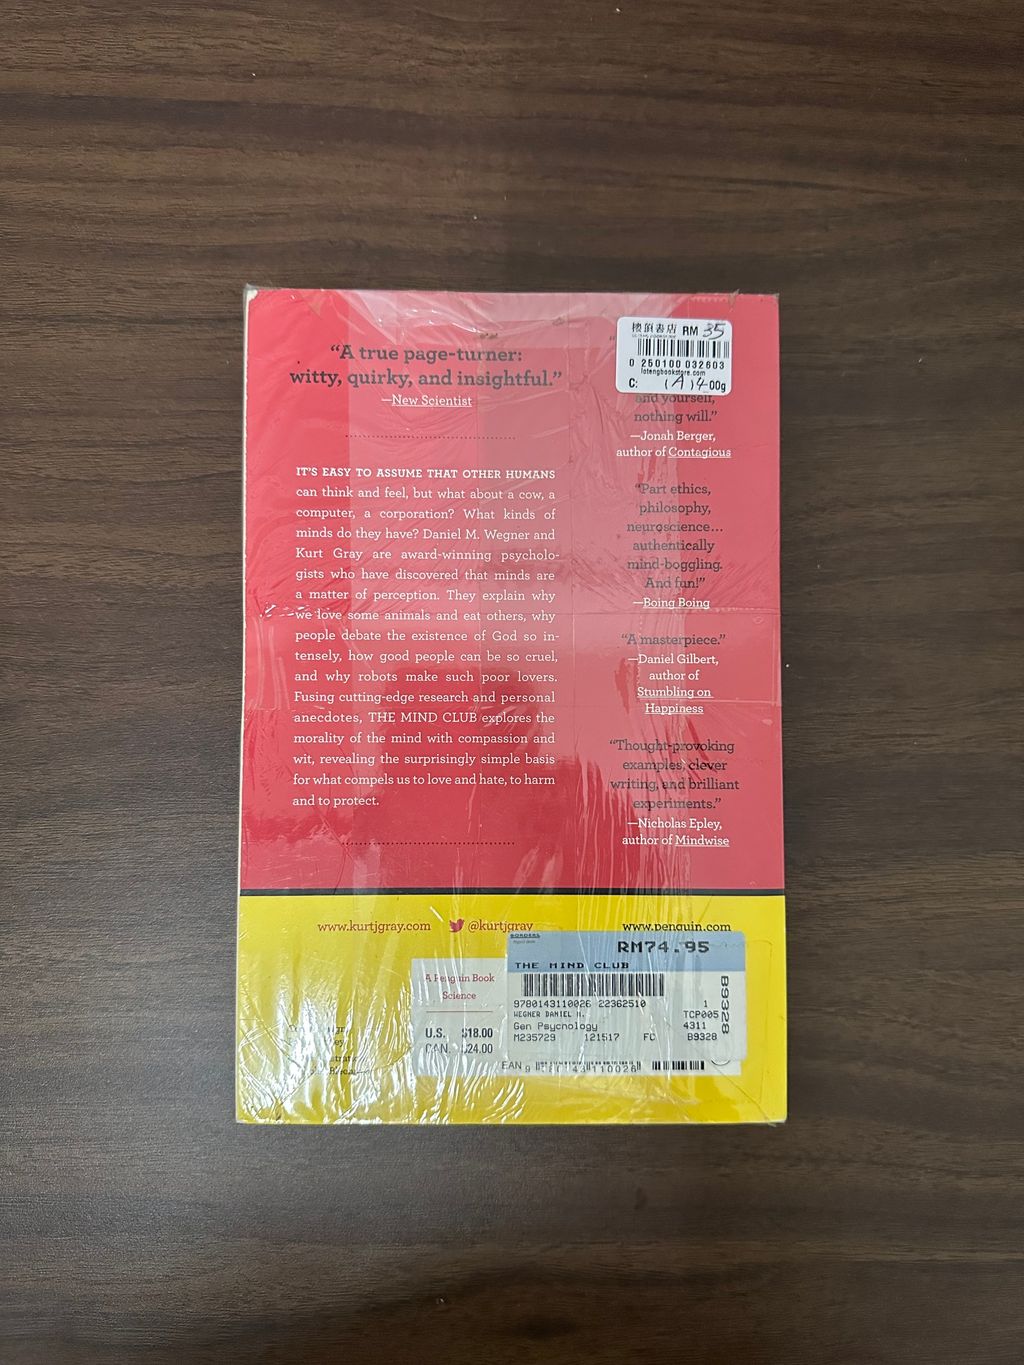 “A true page-turner:
witty, quirky, and insightful.”
—New Scientist
IT’S EASY TO ASSUME THAT OTHER HUMANS
can think and feel, but what about a cow, a
computer, a corporation? What kinds of
minds do they have? Daniel M. Wegner and
Kurt Gray are award-winning psycholo-
gists who have discovered that minds are
a matter of perception. They explain why
we love some animals and eat others, why
people debate the existence of God so in-
tensely, how good people can be so cruel,
and why robots make such poor lovers.
Fusing cutting-edge research and personal
anecdotes, THE MIND CLUB explores the
morality of the mind with compassion and
wit, revealing the surprisingly simple basis
for what compels us to love and hate, to harm
and to protect.
樓頂書店 RM 35
0 250100 032603
latengbookstore.com
C: (A)4-00g
and yourself,
nothing will.”
—Jonah Berger,
author of Contagious
“Part ethics,
philosophy,
neuroscience…
authentically
mind-boggling.
And fun!”
—Boing Boing
“A masterpiece.”
—Daniel Gilbert,
author of
Stumbling on
Happiness
“Thought-provoking
examples, clever
writing, and brilliant
experiments.”
—Nicholas Epley,
author of Mindwise
www.kurtjgray.com @kurtjgray www.penguin.com
A Penguin Book
Science
U.S. $18.00
CAN. $24.00
BORDERS
RM74.95
THE MIND CLUB
9780143110026 22362510 1
WEGNER DANIEL M. TCP005
Gen Psychology 4311
M235729 121517 FC B9328
B9328
EAN 9 780143 110026